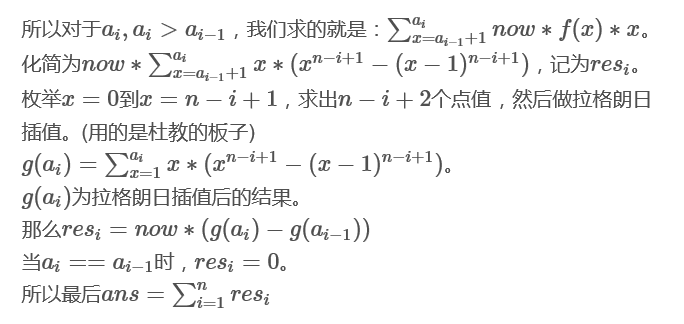 所以对于$a_i, a_i > a_{i-1}$，我们求的就是：$\sum_{x=a_{i-1}+1}^{a_i} now * f(x) * x$。
化简为$now * \sum_{x=a_{i-1}+1}^{a_i} x * (x^{n-i+1} - (x-1)^{n-i+1})$，记为$res_i$。
枚举$x = 0$到$x = n - i + 1$，求出$n - i + 2$个点值，然后做拉格朗日
插值。(用的是杜教的板子)
$g(a_i) = \sum_{x=1}^{a_i} x * (x^{n-i+1} - (x-1)^{n-i+1})$。
$g(a_i)$为拉格朗日插值后的结果。
那么$res_i = now * (g(a_i) - g(a_{i-1}))$
当$a_i == a_{i-1}$时，$res_i = 0$。
所以最后$ans = \sum_{i=1}^{n} res_i$